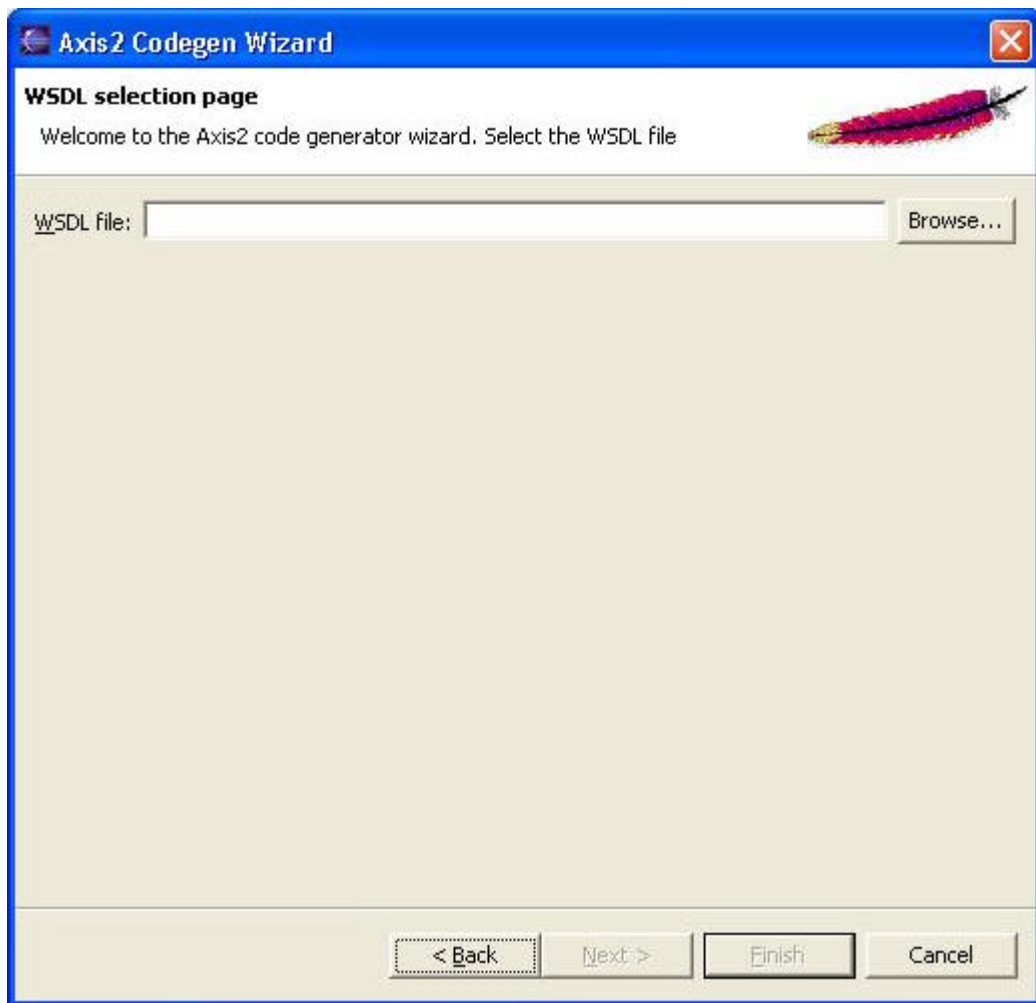 Axis2 Codegen Wizard
WSDL selection page
Welcome to the Axis2 code generator wizard. Select the WSDL file
WSDL file:
Browse...
< Back
Next >
Finish
Cancel